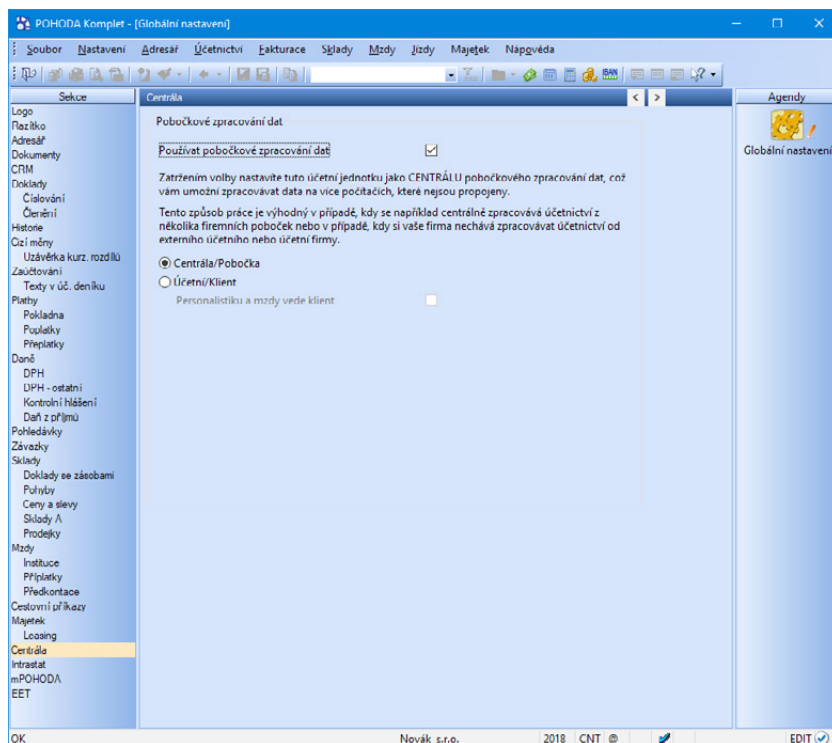 POHODA Komplet - [Globální nastavení]
Soubor Nastavení Adresář Účetnictví Fakturace Sklady Mzdy Jízdy Majetek Nápověda
IBAN
Sekce
Logo
Razítko
Adresář
Dokumenty
CRM
Doklady
Číslování
Členění
Historie
Cizí měny
Uzávěrka kurz. rozdílů
Zaúčtování
Texty v úč. deníku
Platby
Pokladna
Poplatky
Přeplatky
Daně
DPH
DPH - ostatní
Kontrolní hlášení
Daň z příjmů
Pohledávky
Závazky
Sklady
Doklady se zásobami
Pohyby
Ceny a slevy
Sklady A
Prodejky
Mzdy
Instituce
Příplatky
Předkontace
Cestovní příkazy
Majetek
Leasing
Centrála
Intrastat
mPOHODA
EET
Centrála
Pobočkové zpracování dat
Používat pobočkové zpracování dat
Zatržením volby nastavíte tuto účetní jednotku jako CENTRÁLU pobočkového zpracování dat, což
vám umožní zpracovávat data na více počítačích, které nejsou propojeny.
Tento způsob práce je výhodný v případě, kdy se například centrálně zpracovává účetnictví z
několika firemních poboček nebo v případě, kdy si vaše firma nechává zpracovávat účetnictví od
externího účetního nebo účetní firmy.
Centrála/Pobočka
Účetní/Klient
Personalistiku a mzdy vede klient
Agendy
Globální nastavení
OK Novák s.r.o. 2018 CNT @ EDIT